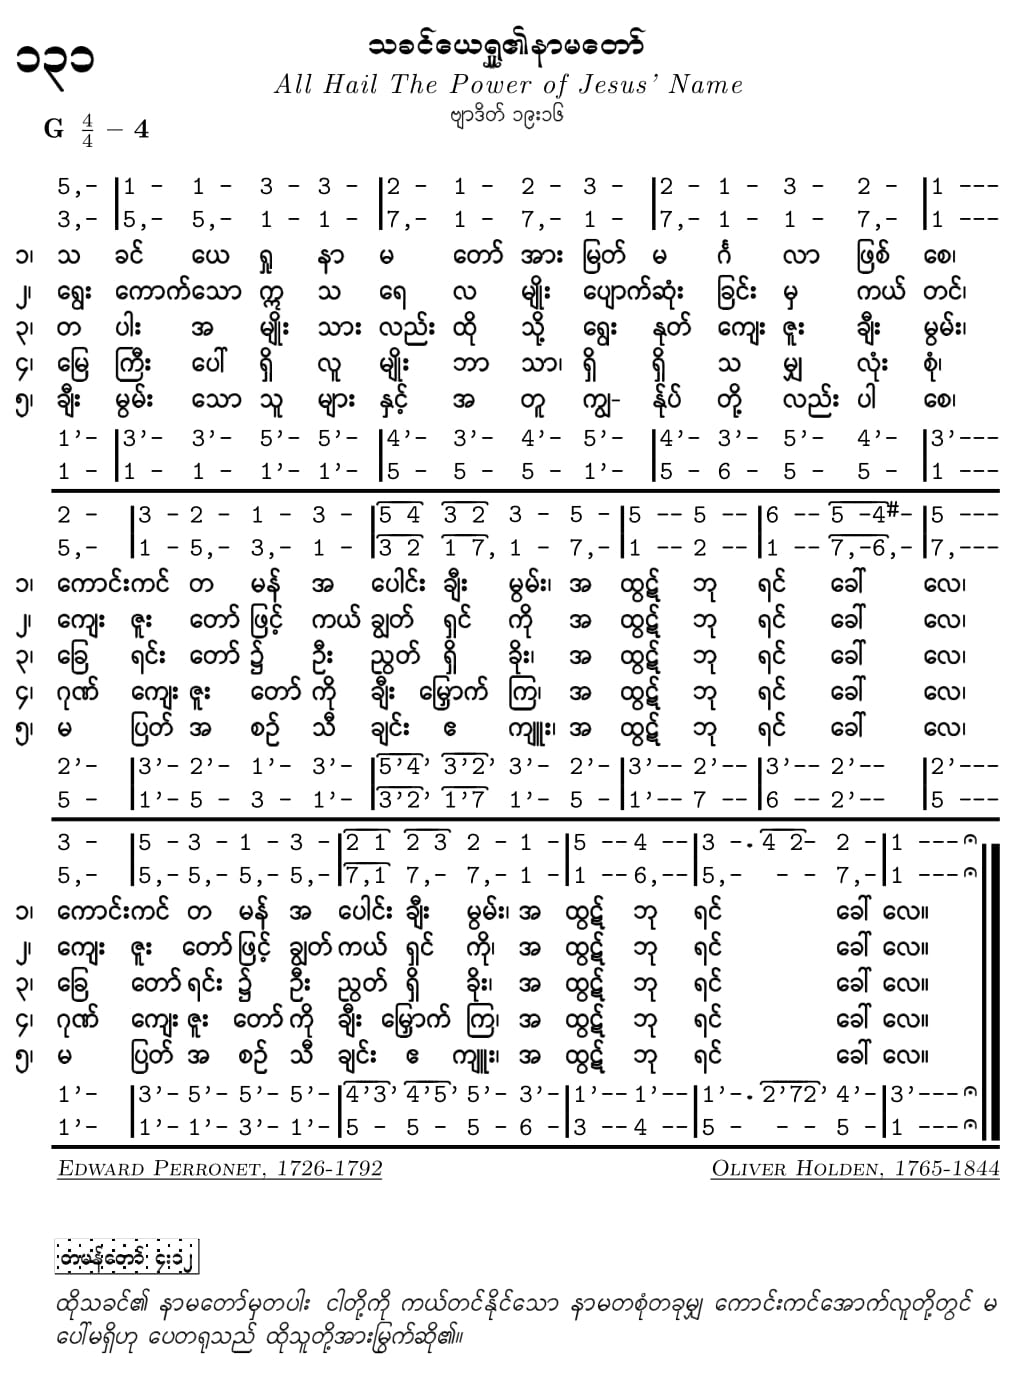 ၁၃၁
သခင်ယေရှု၏နာမတော်
All Hail The Power of Jesus' Name
ဗျာဒိတ် ၁၉း၁၆
G 4/4 – 4
5,- |1 - 1 - 3 - 3 - |2 - 1 - 2 - 3 - |2 - 1 - 3 - 2 - |1 ---
3,- |5,- 5,- 1 - 1 - |7,- 1 - 7,- 1 - |7,- 1 - 1 - 7,- |1 ---
၁၊ သ ခင် ယေ ရှု နာ မ တော် အား မြတ် မ င်္ဂ လာ ဖြစ် စေ၊
၂၊ ရွေး ကောက်သော ဣ သ ရေ လ မျိုး ပျောက်ဆုံး ခြင်း မှ ကယ် တင်၊
၃၊ တ ပါး အ မျိုး သား လည်း ထို သို့ ရွေး နုတ် ကျေး ဇူး ချီး မွမ်း၊
၄၊ မြေ ကြီး ပေါ် ရှိ လူ မျိုး ဘာ သာ၊ ရှိ ရှိ သ မျှ လုံး စုံ၊
၅၊ ချီး မွမ်း သော သူ များ နှင့် အ တူ ကျွ- န်ုပ် တို့ လည်း ပါ စေ၊
1’- |3’- 3’- 5’- 5’- |4’- 3’- 4’- 5’- |4’- 3’- 5’- 4’- |3’---
1 - |1 - 1 - 1’- 1’- |5 - 5 - 5 - 1’- |5 - 6 - 5 - 5 - |1 ---
2 - |3 - 2 - 1 - 3 - |5 4 3 2 3 - 5 - |5 -- 5 -- |6 -- 5 -4#- |5 ---
5,- |1 - 5,- 3,- 1 - |3 2 1 7, 1 - 7,- |1 -- 2 -- |1 -- 7,-6,- |7,---
၁၊ ကောင်းကင် တ မန် အ ပေါင်း ချီး မွမ်း၊ အ ထွဋ် ဘု ရင် ခေါ် လေ၊
၂၊ ကျေး ဇူး တော် ဖြင့် ကယ် ချွတ် ရှင် ကို အ ထွဋ် ဘု ရင် ခေါ် လေ၊
၃၊ ခြေ ရင်း တော် ၌ ဦး ညွတ် ရှိ ခိုး၊ အ ထွဋ် ဘု ရင် ခေါ် လေ၊
၄၊ ဂုဏ် ကျေး ဇူး တော် ကို ချီး မြှောက် ကြ၊ အ ထွဋ် ဘု ရင် ခေါ် လေ၊
၅၊ မ ပြတ် အ စဉ် သီ ချင်း ဧ ကျူး၊ အ ထွဋ် ဘု ရင် ခေါ် လေ၊
2’- |3’- 2’- 1’- 3’- |5’4’ 3’2’ 3’- 2’- |3’-- 2’-- |3’-- 2’-- |2’---
5 - |1’- 5 - 3 - 1’- |3’2’ 1’7 1’- 5 - |1’-- 7 -- |6 -- 2’-- |5 ---
3 - |5 - 3 - 1 - 3 - |2 1 2 3 2 - 1 - |5 -- 4 -- |3 -. 4 2- 2 - |1 ---
5,- |5,- 5,- 5,- 5,- |7,1 7,- 7,- 1 - |1 -- 6,-- |5,- - - 7,- |1 ---
၁၊ ကောင်းကင် တ မန် အ ပေါင်း ချီး မွမ်း၊ အ ထွဋ် ဘု ရင် ခေါ် လေ။
၂၊ ကျေး ဇူး တော် ဖြင့် ချွတ် ကယ် ရှင် ကို၊ အ ထွဋ် ဘု ရင် ခေါ် လေ။
၃၊ ခြေ တော် ရင်း ၌ ဦး ညွတ် ရှိ ခိုး၊ အ ထွဋ် ဘု ရင် ခေါ် လေ။
၄၊ ဂုဏ် ကျေး ဇူး တော် ကို ချီး မြှောက် ကြ၊ အ ထွဋ် ဘု ရင် ခေါ် လေ။
၅၊ မ ပြတ် အ စဉ် သီ ချင်း ဧ ကျူး၊ အ ထွဋ် ဘု ရင် ခေါ် လေ။
1’- |3’- 5’- 5’- 5’- |4’3’ 4’5’ 5’- 3’- |1’-- 1’-- |1’-. 2’72’ 4’- |3’---
1’- |1’- 1’- 3’- 1’- |5 - 5 - 5 - 6 - |3 -- 4 -- |5 - - - 5 - |1 ---
Edward Perronet, 1726-1792
Oliver Holden, 1765-1844
တမန်တော် ၄း၁၂
ထိုသခင်၏ နာမတော်မှတပါး ငါတို့ကို ကယ်တင်နိုင်သော နာမတစုံတခုမျှ ကောင်းကင်အောက်လူတို့တွင် မ
ပေါ်မရှိဟု ပေတရုသည် ထိုသူတို့အားမြွက်ဆို၏။